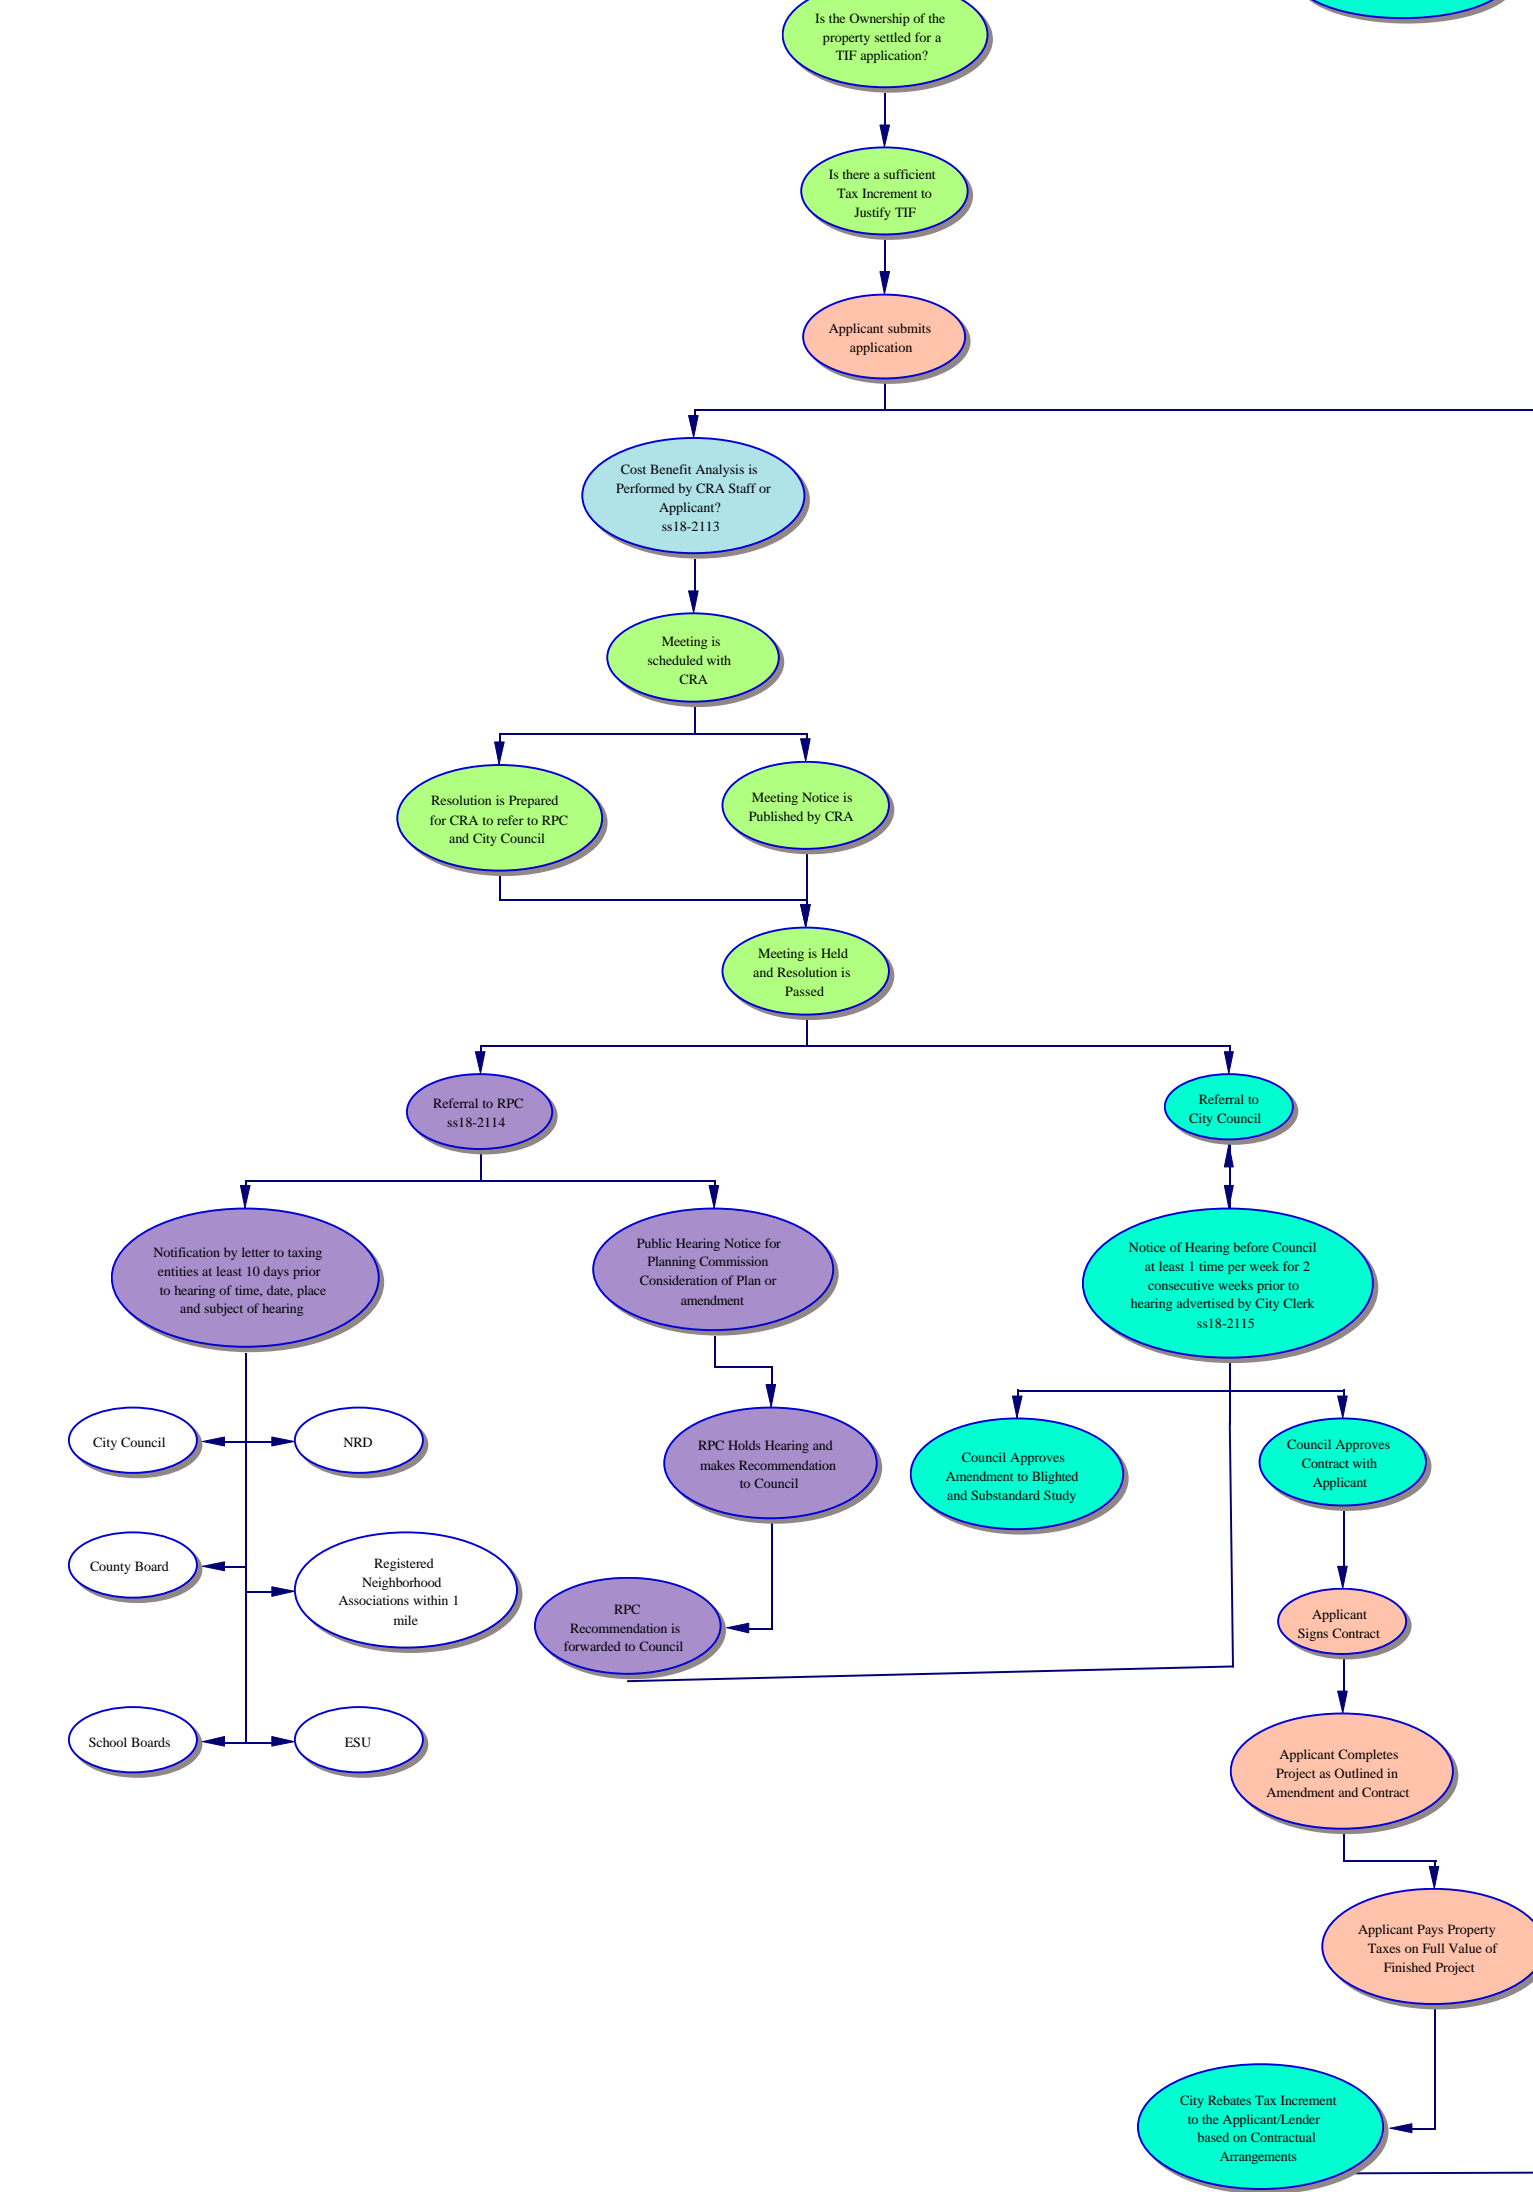 Is the Ownership of the
property settled for a
TIF application?
Is there a sufficient
Tax Increment to
Justify TIF
Applicant submits
application
Cost Benefit Analysis is
Performed by CRA Staff or
Applicant?
ss18-2113
Meeting is
scheduled with
CRA
Resolution is Prepared
for CRA to refer to RPC
and City Council
Meeting Notice is
Published by CRA
Meeting is Held
and Resolution is
Passed
Referral to RPC
ss18-2114
Referral to
City Council
Notification by letter to taxing
entities at least 10 days prior
to hearing of time, date, place
and subject of hearing
Public Hearing Notice for
Planning Commission
Consideration of Plan or
amendment
Notice of Hearing before Council
at least 1 time per week for 2
consecutive weeks prior to
hearing advertised by City Clerk
ss18-2115
City Council
NRD
RPC Holds Hearing and
makes Recommendation
to Council
Council Approves
Amendment to Blighted
and Substandard Study
Council Approves
Contract with
Applicant
County Board
Registered
Neighborhood
Associations within 1
mile
RPC
Recommendation is
forwarded to Council
Applicant
Signs Contract
School Boards
ESU
Applicant Completes
Project as Outlined in
Amendment and Contract
Applicant Pays Property
Taxes on Full Value of
Finished Project
City Rebates Tax Increment
to the Applicant/Lender
based on Contractual
Arrangements